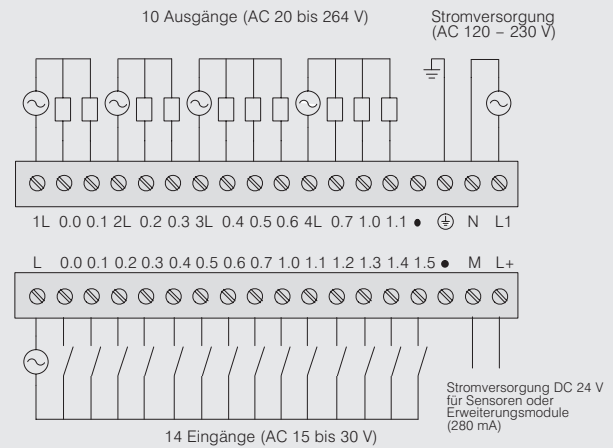 10 Ausgänge (AC 20 bis 264 V)
Stromversorgung
(AC 120 – 230 V)
1L 0.0 0.1 2L 0.2 0.3 3L 0.4 0.5 0.6 4L 0.7 1.0 1.1 • N L1
L 0.0 0.1 0.2 0.3 0.4 0.5 0.6 0.7 1.0 1.1 1.2 1.3 1.4 1.5 • M L+
Stromversorgung DC 24 V
für Sensoren oder
Erweiterungsmodule
(280 mA)
14 Eingänge (AC 15 bis 30 V)